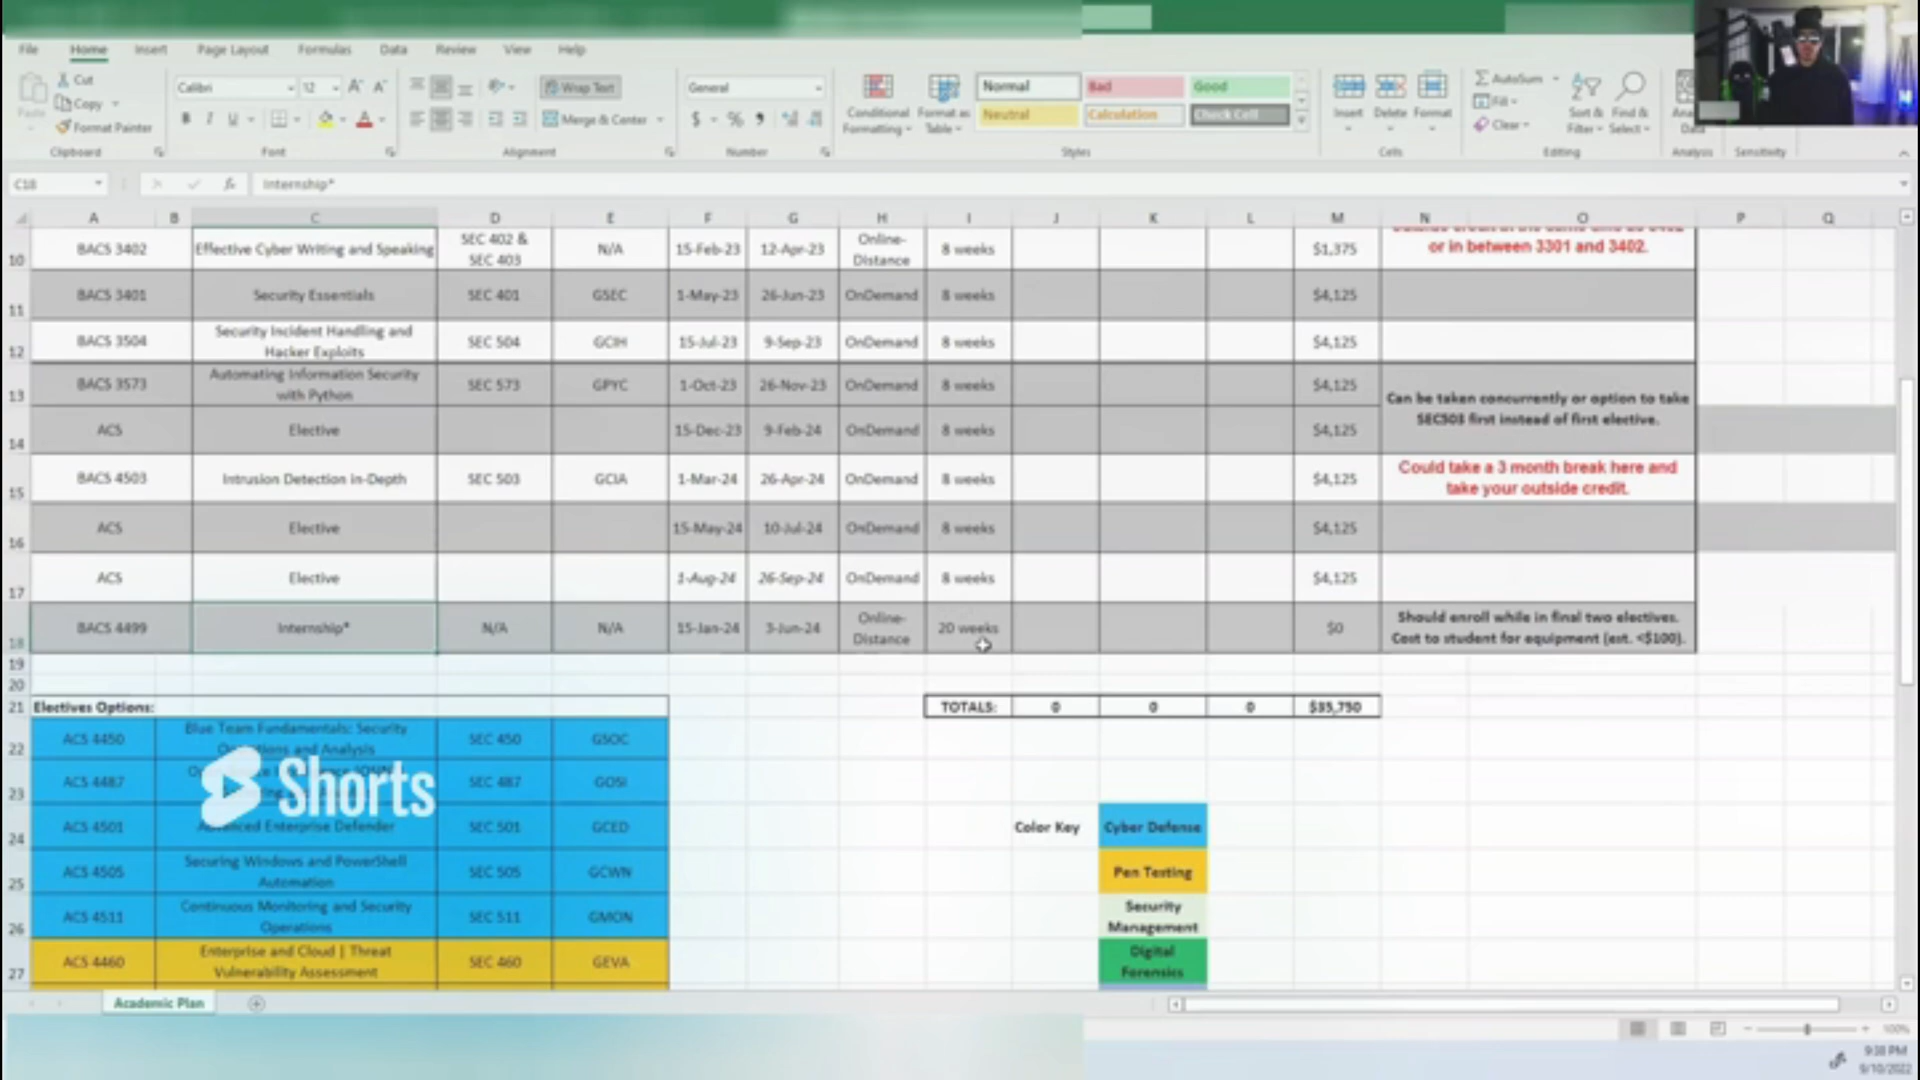 File Home Insert Page Layout Formulas Data Review View Help
Cut
Copy
Paste
Format Painter
Calibri 12
B I U
Wrap Text
Merge & Center
General
$ %
Conditional Formatting
Format as Table
Normal Bad Good
Neutral Calculation Check Cell
Insert Delete Format
AutoSum
Fill
Clear
Sort & Filter
Find & Select
Data
Clipboard Font Alignment Number Styles Cells Editing Analysis Sensitivity
C18 fx Internship*
A B C D E F G H I J K L M N O P Q
10 BACS 3402 Effective Cyber Writing and Speaking SEC 402 & SEC 403 N/A 15-Feb-23 12-Apr-23 Online-Distance 8 weeks $1,375 or in between 3301 and 3402.
11 BACS 3401 Security Essentials SEC 401 GSEC 1-May-23 26-Jun-23 OnDemand 8 weeks $4,125
12 BACS 3504 Security Incident Handling and Hacker Exploits SEC 504 GCIH 15-Jul-23 9-Sep-23 OnDemand 8 weeks $4,125
13 BACS 3573 Automating Information Security with Python SEC 573 GPYC 1-Oct-23 26-Nov-23 OnDemand 8 weeks $4,125
Can be taken concurrently or option to take
SEC503 first instead of first elective.
14 ACS Elective 15-Dec-23 9-Feb-24 OnDemand 8 weeks $4,125
15 BACS 4503 Intrusion Detection in-Depth SEC 503 GCIA 1-Mar-24 26-Apr-24 OnDemand 8 weeks $4,125
Could take a 3 month break here and
take your outside credit.
16 ACS Elective 15-May-24 10-Jul-24 OnDemand 8 weeks $4,125
17 ACS Elective 1-Aug-24 26-Sep-24 OnDemand 8 weeks $4,125
18 BACS 4499 Internship* N/A N/A 15-Jan-24 3-Jun-24 Online-Distance 20 weeks $0
Should enroll while in final two electives.
Cost to student for equipment (est. <$100).
19
20
21 Electives Options: TOTALS: 0 0 0 $35,750
22 ACS 4450 Blue Team Fundamentals: Security Operations and Analysis SEC 450 GSOC
23 ACS 4487 SEC 487 GOSI
Shorts
24 ACS 4501 Advanced Enterprise Defender SEC 501 GCED
Color Key Cyber Defense
25 ACS 4505 Securing Windows and PowerShell Automation SEC 505 GCWN
Pen Testing
26 ACS 4511 Continuous Monitoring and Security Operations SEC 511 GMON
Security Management
27 ACS 4460 Enterprise and Cloud | Threat Vulnerability Assessment SEC 460 GEVA
Digital Forensics
Academic Plan
100%
9:38 PM
9/10/2022